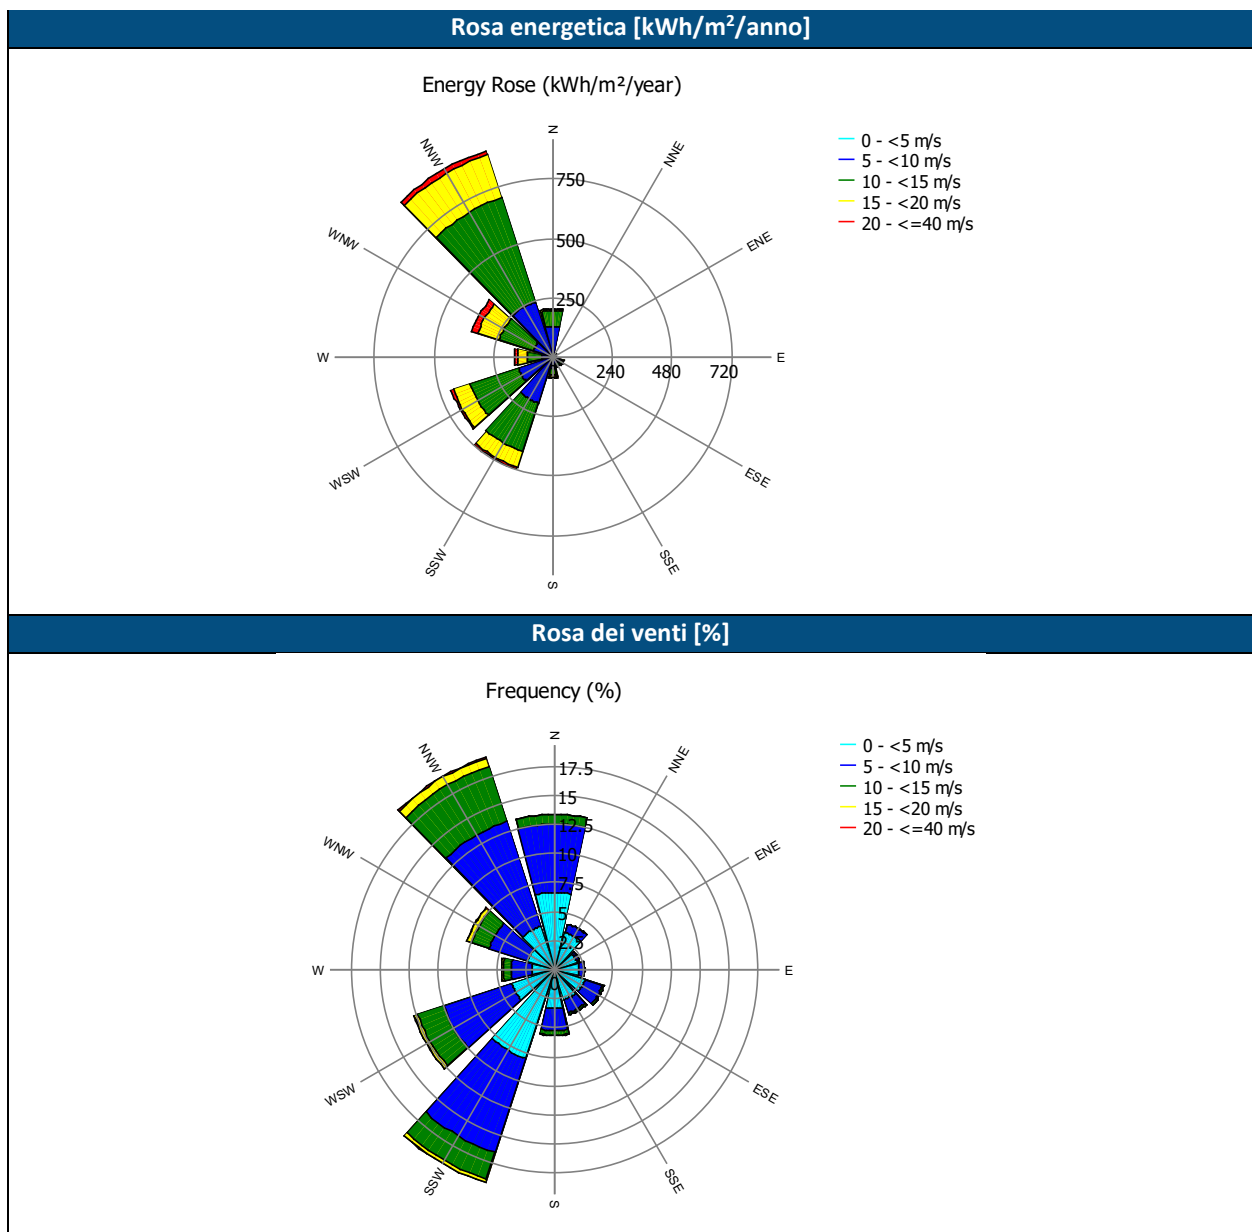 Rosa energetica [kWh/m²/anno]
Energy Rose (kWh/m²/year)
N
NNE
ENE
E
ESE
SSE
S
SSW
WSW
W
WNW
NNW
750
500
250
240
480
720
0 - <5 m/s
5 - <10 m/s
10 - <15 m/s
15 - <20 m/s
20 - <=40 m/s
Rosa dei venti [%]
Frequency (%)
N
NNE
ENE
E
ESE
SSE
S
SSW
WSW
W
WNW
NNW
17.5
15
12.5
10
7.5
5
2.5
0
0 - <5 m/s
5 - <10 m/s
10 - <15 m/s
15 - <20 m/s
20 - <=40 m/s